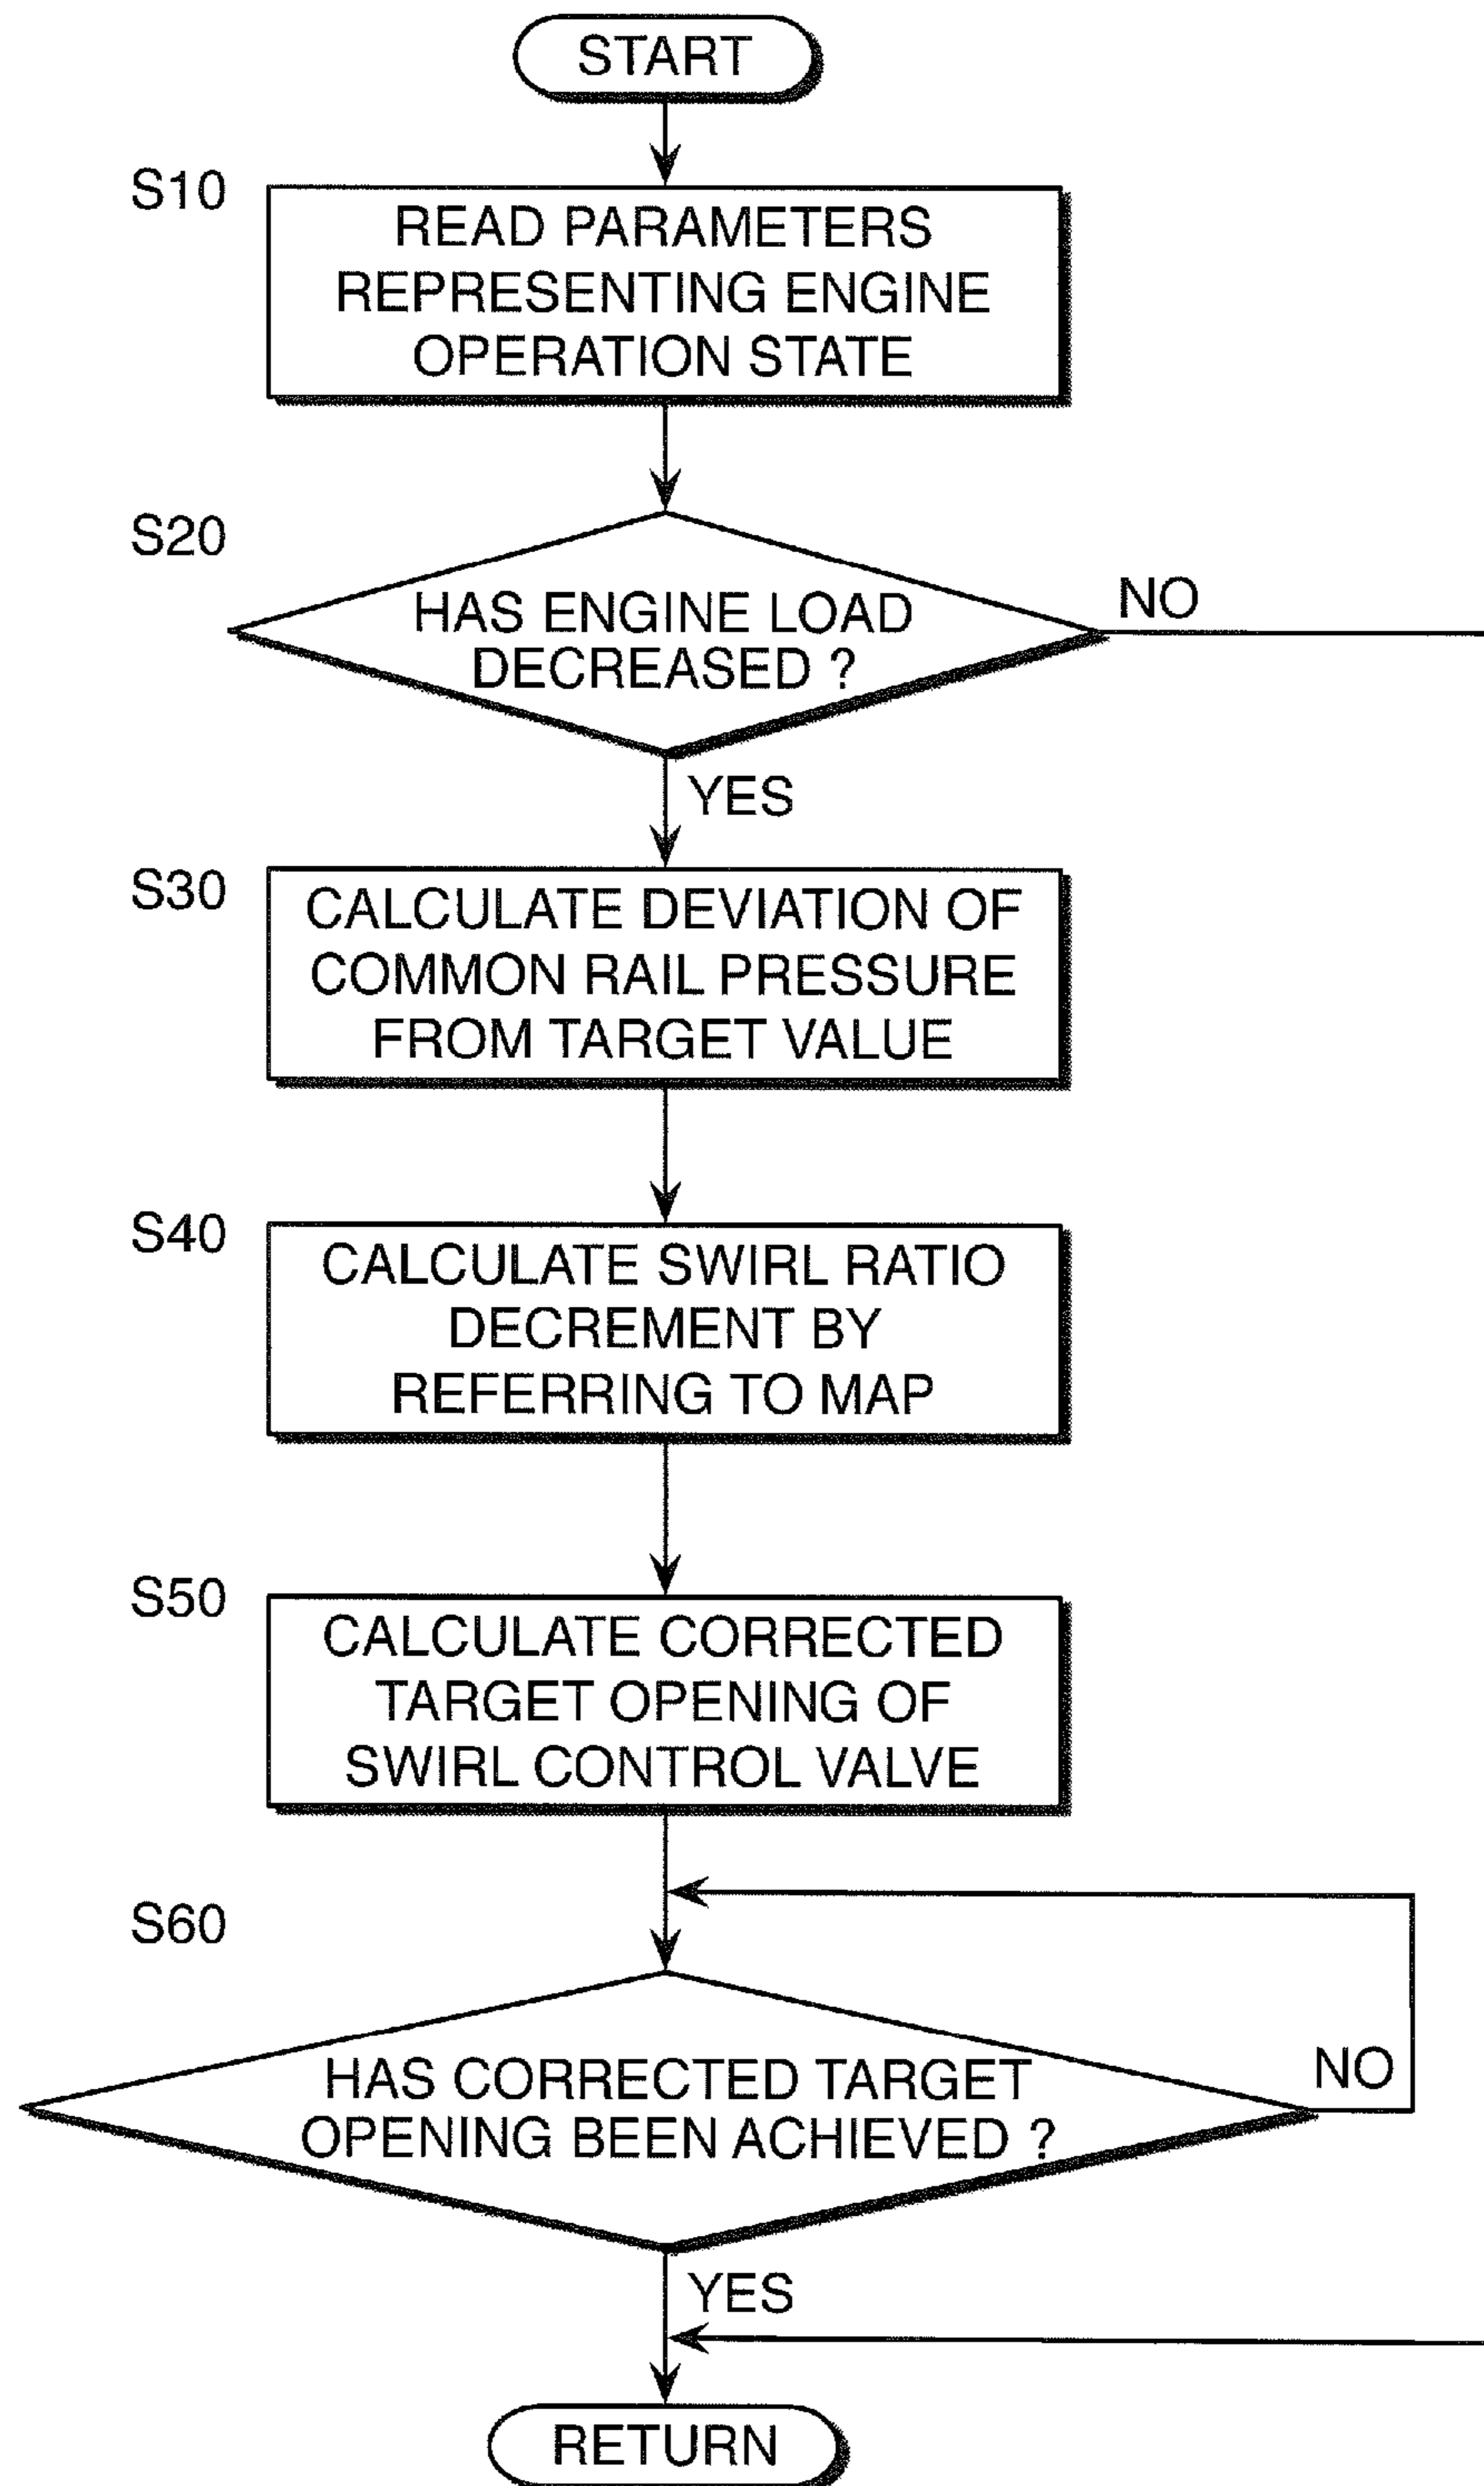 START
S10
READ PARAMETERS
REPRESENTING ENGINE
OPERATION STATE
S20
HAS ENGINE LOAD
DECREASED ?
NO
YES
S30
CALCULATE DEVIATION OF
COMMON RAIL PRESSURE
FROM TARGET VALUE
S40
CALCULATE SWIRL RATIO
DECREMENT BY
REFERRING TO MAP
S50
CALCULATE CORRECTED
TARGET OPENING OF
SWIRL CONTROL VALVE
S60
HAS CORRECTED TARGET
OPENING BEEN ACHIEVED ?
NO
YES
RETURN